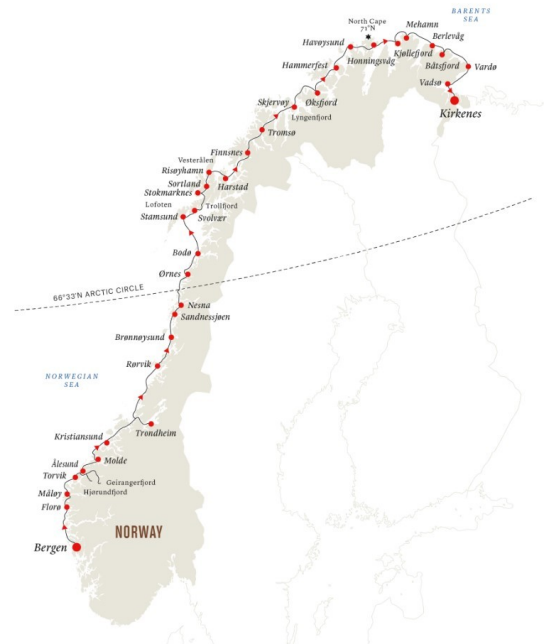 BARENTS
SEA
North Cape
71°N
Mehamn
Berlevåg
Havøysund
Kjøllefjord
Båtsfjord
Honningsvåg
Vardø
Hammerfest
Vadsø
Skjervøy
Øksfjord
Kirkenes
Lyngenfjord
Tromsø
Finnsnes
Vesterålen
Risøyhamn
Sortland
Harstad
Stokmarknes
Lofoten
Trollfjord
Stamsund
Svolvær
Bodø
Ørnes
66°33'N ARCTIC CIRCLE
Nesna
Sandnessjøen
Brønnøysund
Rørvik
NORWEGIAN
SEA
Trondheim
Kristiansund
Molde
Ålesund
Torvik
Geirangerfjord
Hjørundfjord
Måløy
Florø
NORWAY
Bergen